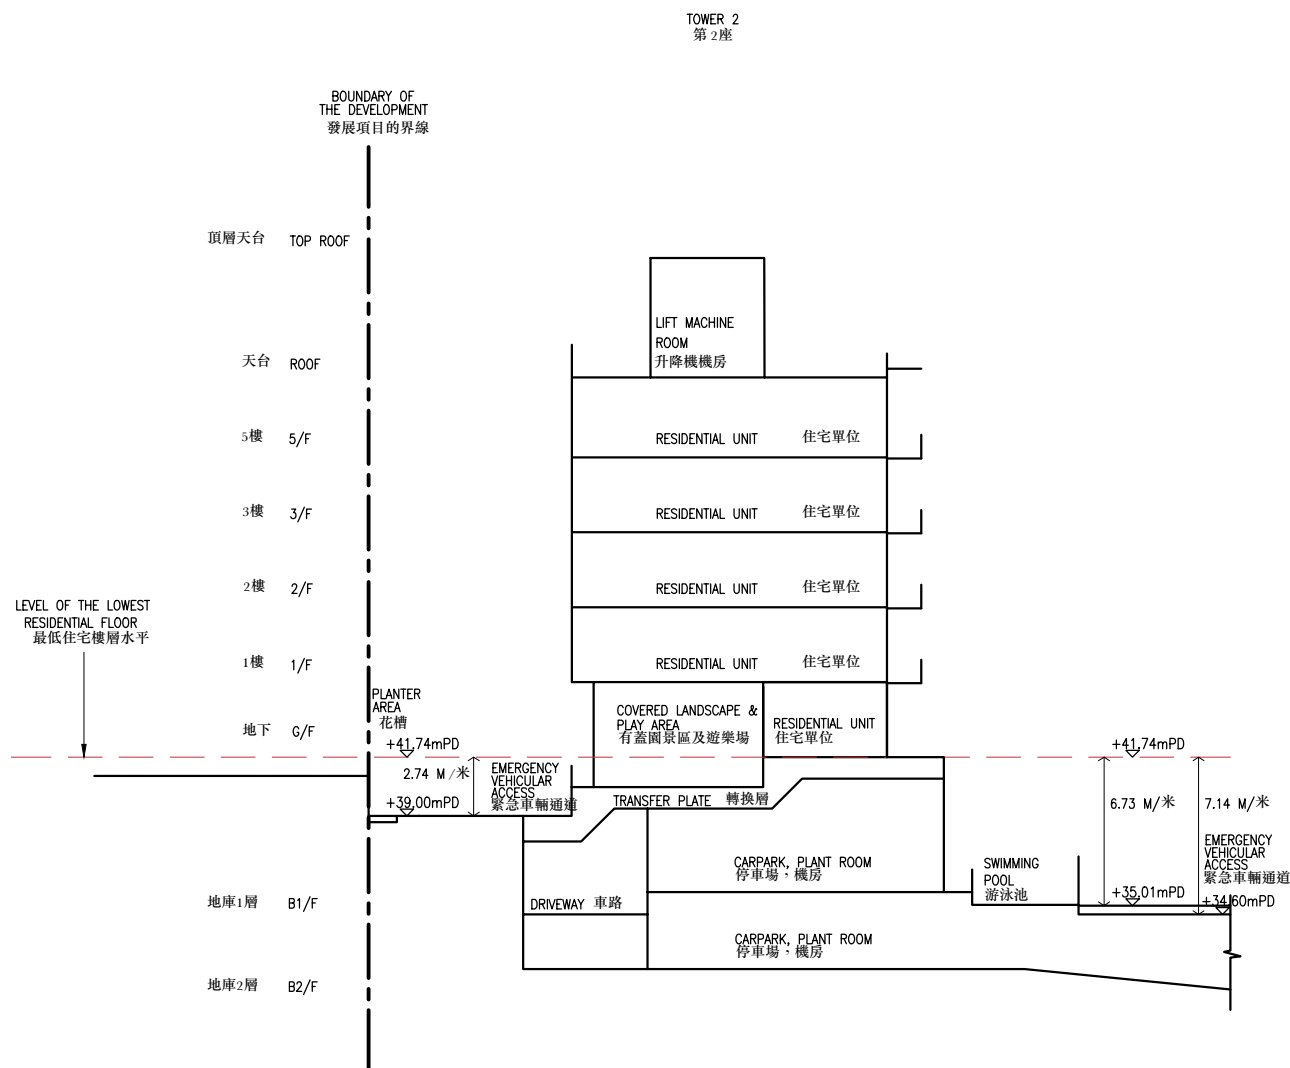 TOWER 2
第 2座
BOUNDARY OF
THE DEVELOPMENT
發展項目的界線
頂層天台 TOP ROOF
LIFT MACHINE
ROOM
升降機機房
天台 ROOF
5樓 5/F
RESIDENTIAL UNIT 住宅單位
3樓 3/F
RESIDENTIAL UNIT 住宅單位
2樓 2/F
RESIDENTIAL UNIT 住宅單位
LEVEL OF THE LOWEST
RESIDENTIAL FLOOR
最低住宅樓層水平
1樓 1/F
RESIDENTIAL UNIT 住宅單位
PLANTER
AREA
花槽
地下 G/F
COVERED LANDSCAPE &
PLAY AREA
有蓋園景區及遊樂場
RESIDENTIAL UNIT
住宅單位
+41.74mPD
+41.74mPD
2.74 M/米
EMERGENCY
VEHICULAR
ACCESS
緊急車輛通道
+39.00mPD
TRANSFER PLATE 轉換層
6.73 M/米
7.14 M/米
EMERGENCY
VEHICULAR
ACCESS
緊急車輛通道
CARPARK, PLANT ROOM
停車場，機房
SWIMMING
POOL
游泳池
+35.01mPD
+34.60mPD
地庫1層 B1/F
DRIVEWAY 車路
CARPARK, PLANT ROOM
停車場，機房
地庫2層 B2/F